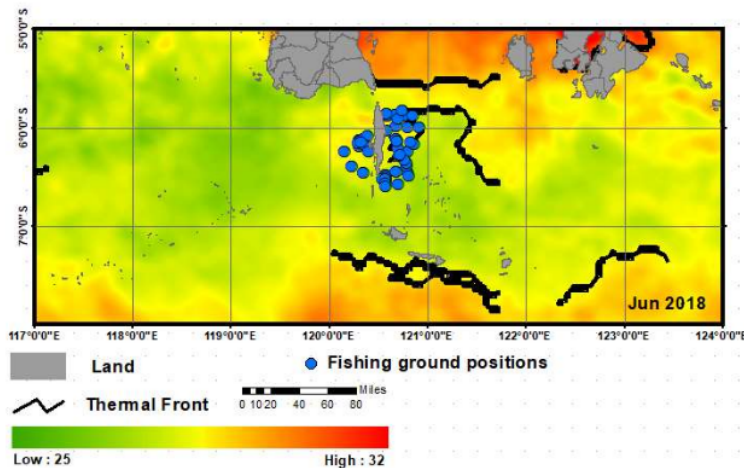 5°0'0"S
6°0'0"S
7°0'0"S
Jun 2018
117°0'0"E 118°0'0"E 119°0'0"E 120°0'0"E 121°0'0"E 122°0'0"E 123°0'0"E 124°0'0"E
Land
Fishing ground positions
Thermal Front
Miles
0 10 20 40 60 80
Low : 25
High : 32